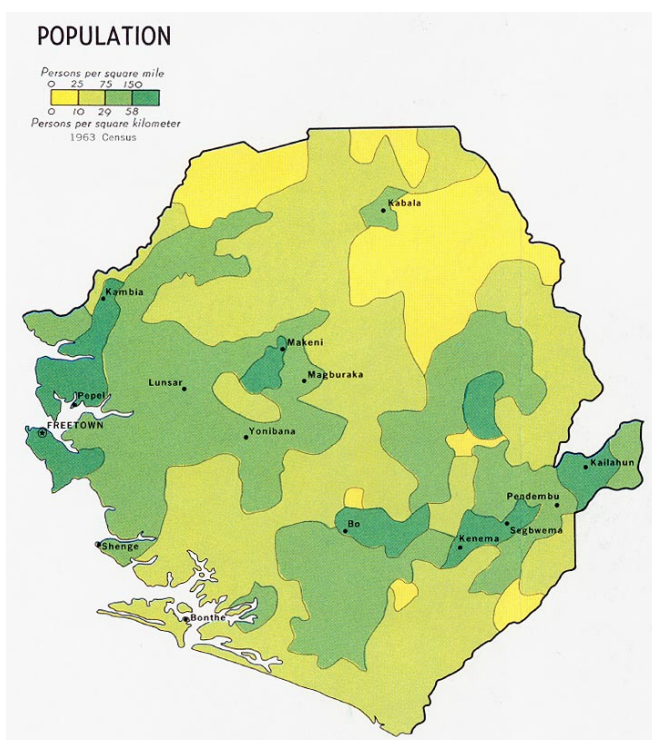 POPULATION
Persons per square mile
0 25 75 150
0 10 29 58
Persons per square kilometer
1963 Census
Kabala
Kambia
Makeni
Lunsar
Magburaka
Pepel
FREETOWN
Yonibana
Kailahun
Pendembu
Bo
Segbwema
Kenema
Shenge
Bonthe